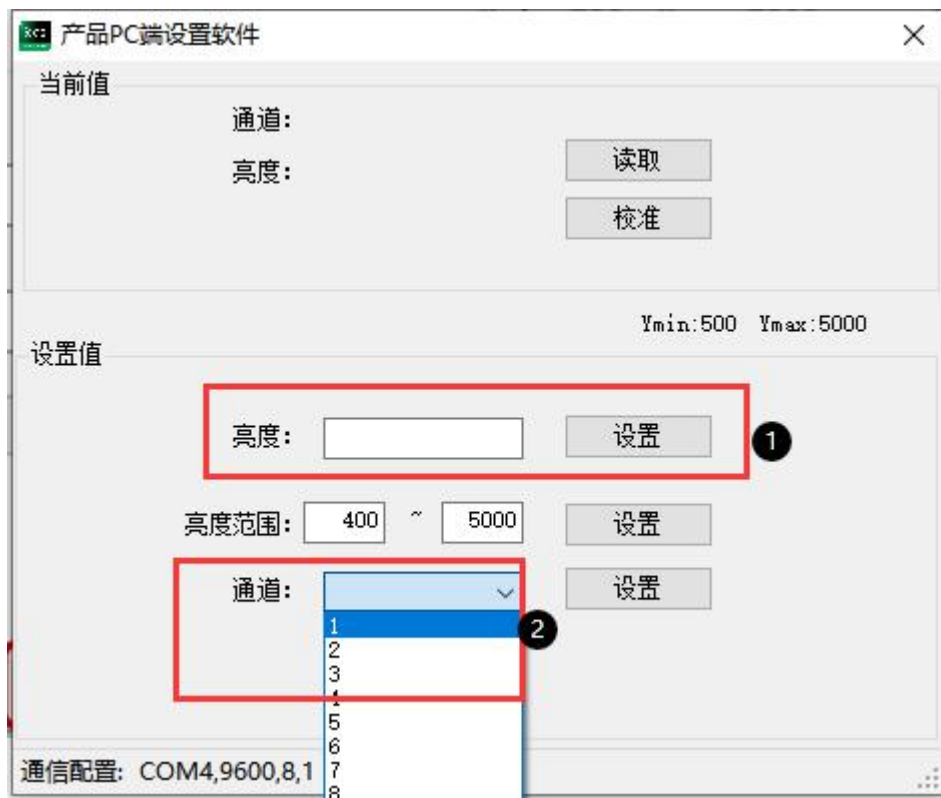 产品PC端设置软件
当前值
通道:
亮度:
读取
校准
Ymin:500 Ymax:5000
设置值
亮度:
设置
1
亮度范围:
400 ~ 5000
设置
通道:
设置
1
2
2
3
4
5
6
7
8
通信配置: COM4,9600,8,1